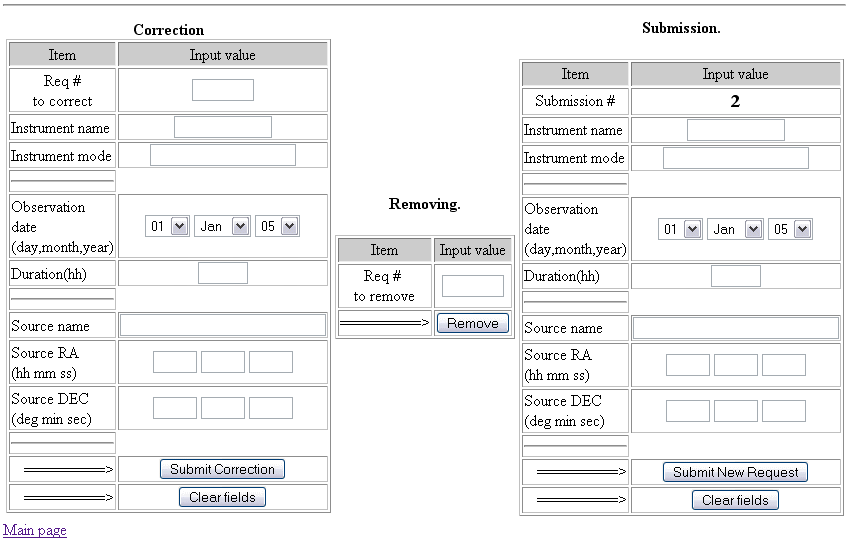 Correction
Item Input value
Req #
to correct
Instrument name
Instrument mode
Observation
date 01 Jan 05
(day,month,year)
Duration(hh)
Source name
Source RA
(hh mm ss)
Source DEC
(deg min sec)
=======> Submit Correction
=======> Clear fields
Main page
Removing.
Item Input value
Req #
to remove
=======> Remove
Submission.
Item Input value
Submission # 2
Instrument name
Instrument mode
Observation
date 01 Jan 05
(day,month,year)
Duration(hh)
Source name
Source RA
(hh mm ss)
Source DEC
(deg min sec)
=======> Submit New Request
=======> Clear fields